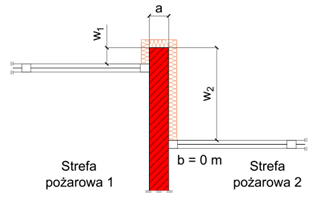 a
w₁
w₂
b = 0 m
Strefa
pożarowa 1
Strefa
pożarowa 2